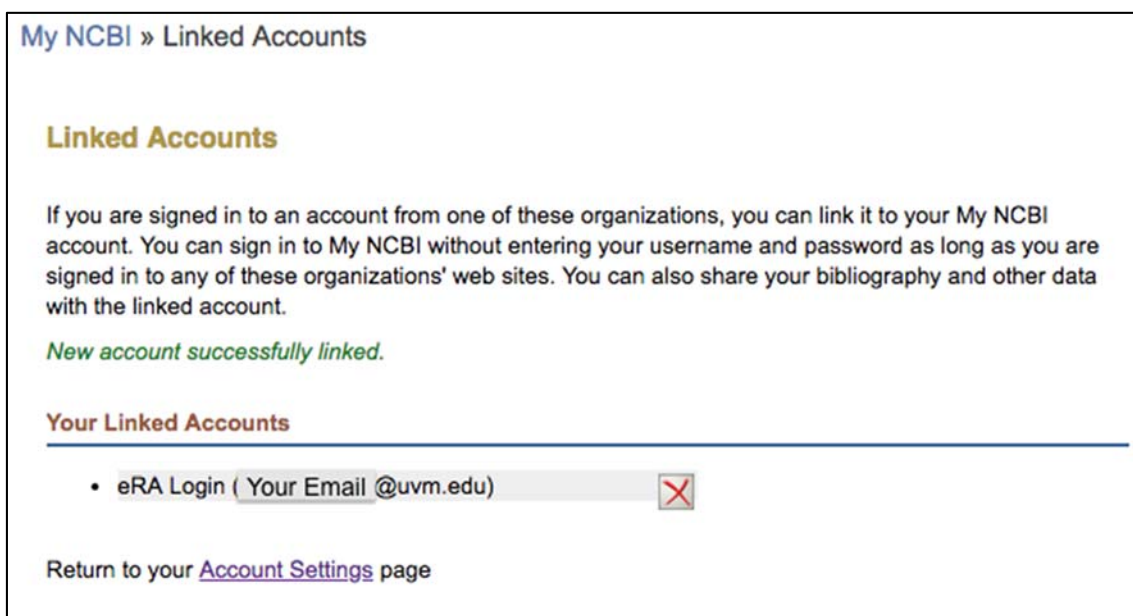 My NCBI » Linked Accounts
Linked Accounts
If you are signed in to an account from one of these organizations, you can link it to your My NCBI
account. You can sign in to My NCBI without entering your username and password as long as you are
signed in to any of these organizations' web sites. You can also share your bibliography and other data
with the linked account.
New account successfully linked.
Your Linked Accounts
• eRA Login ( Your Email @uvm.edu)
Return to your Account Settings page